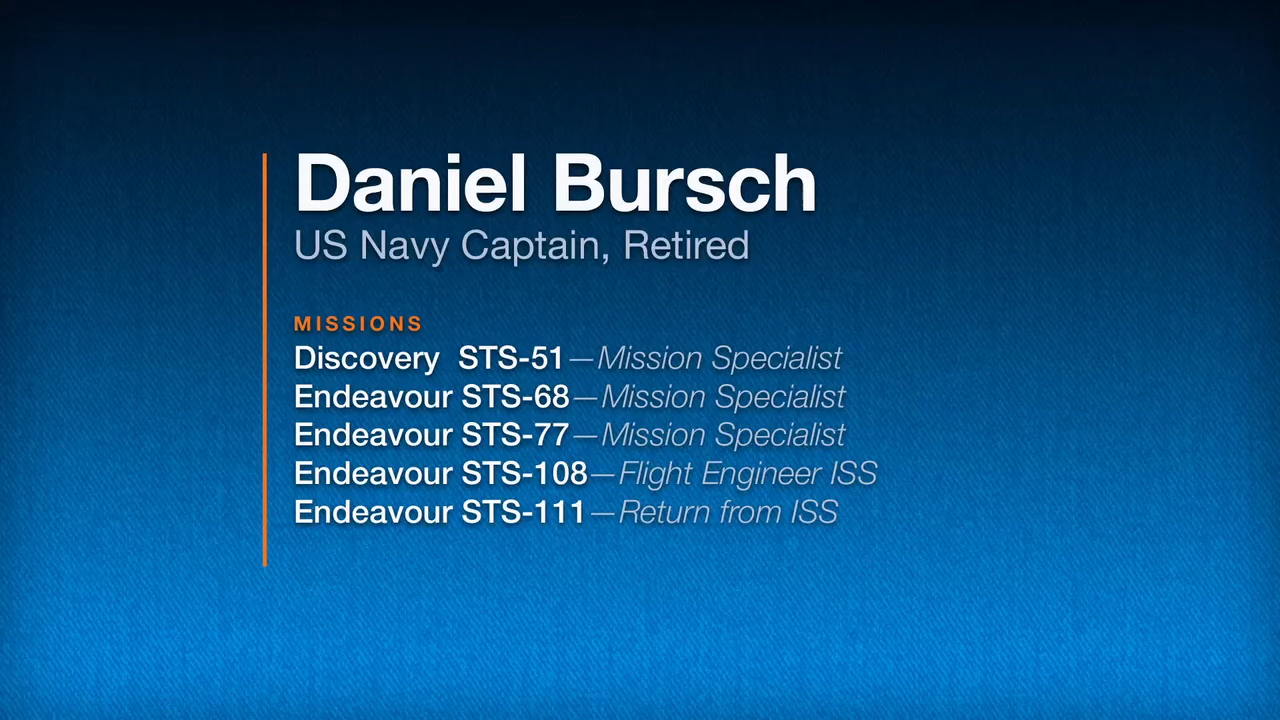 Daniel Bursch
US Navy Captain, Retired
MISSIONS
Discovery STS-51—Mission Specialist
Endeavour STS-68—Mission Specialist
Endeavour STS-77—Mission Specialist
Endeavour STS-108—Flight Engineer ISS
Endeavour STS-111—Return from ISS